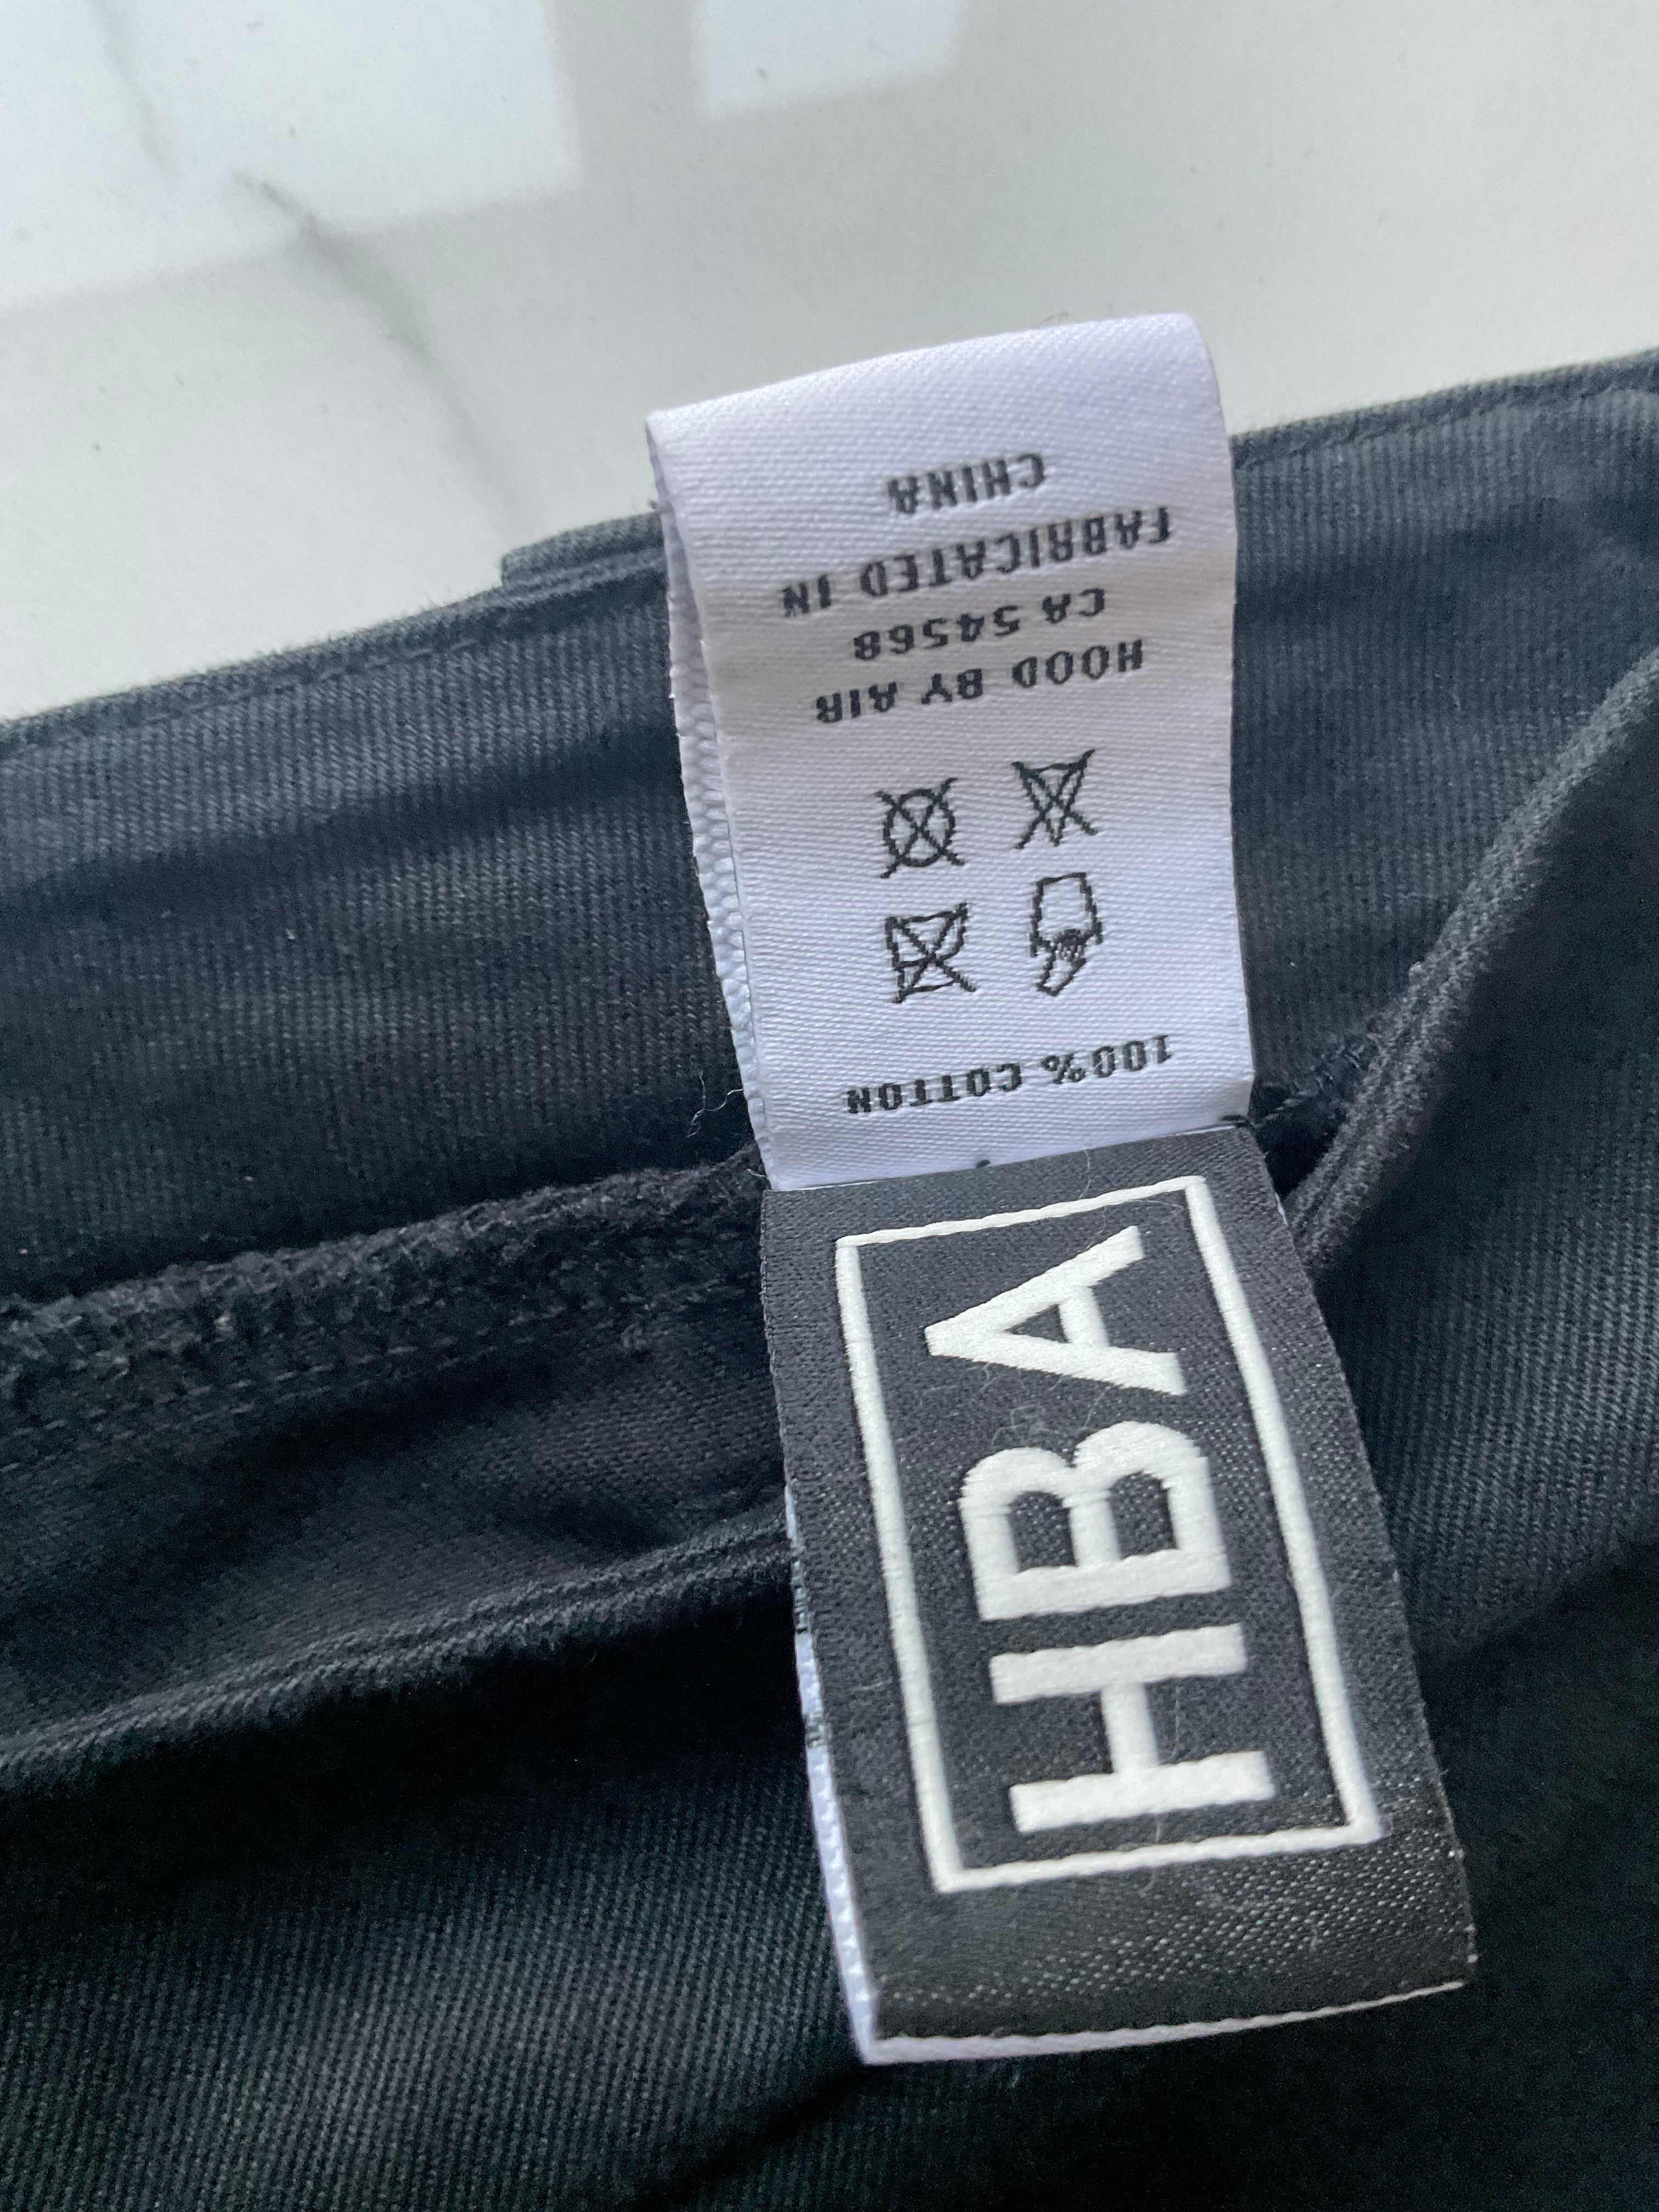 100% COTTON
HOOD BY AIR
CA 54568
FABRICATED IN
CHINA
HBA